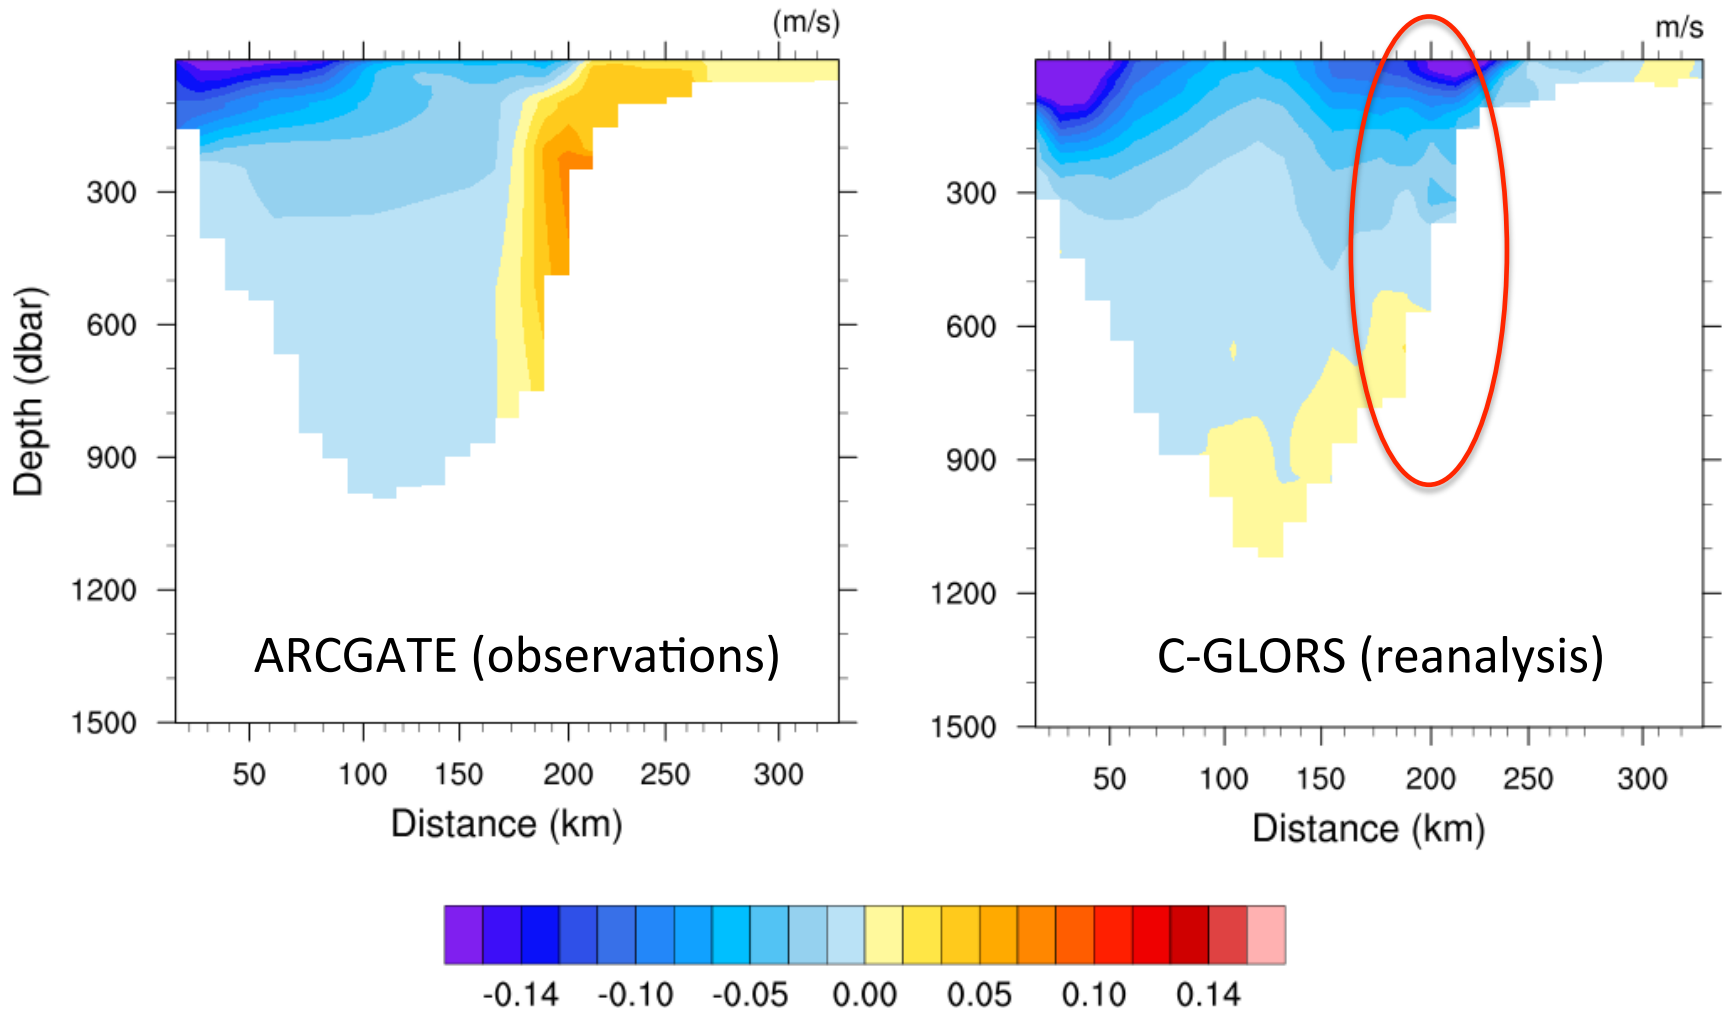 (m/s)
m/s
Depth (dbar)
300
600
900
1200
1500
ARCGATE (observations)
50 100 150 200 250 300
Distance (km)
300
600
900
1200
1500
C-GLORS (reanalysis)
50 100 150 200 250 300
Distance (km)
-0.14 -0.10 -0.05 0.00 0.05 0.10 0.14